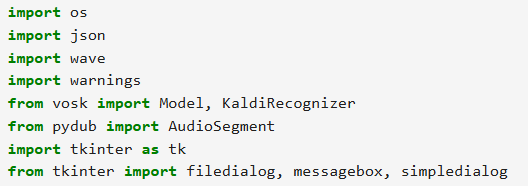 import os
import json
import wave
import warnings
from vosk import Model, KaldiRecognizer
from pydub import AudioSegment
import tkinter as tk
from tkinter import filedialog, messagebox, simpledialog